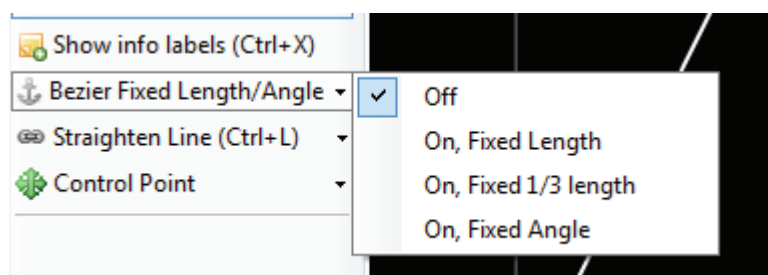 Show info labels (Ctrl+X)
Bezier Fixed Length/Angle
Off
On, Fixed Length
On, Fixed 1/3 length
On, Fixed Angle
Straighten Line (Ctrl+L)
Control Point